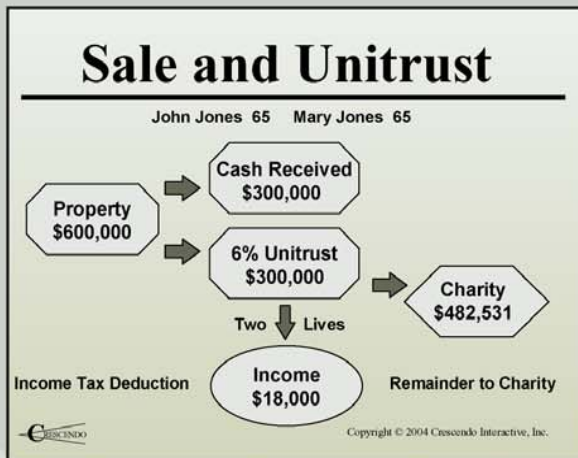 Sale and Unitrust
John Jones 65 Mary Jones 65
Cash Received
$300,000
Property
$600,000
6% Unitrust
$300,000
Charity
$482,531
Two Lives
Income
$18,000
Income Tax Deduction
Remainder to Charity
CRESCENDO
Copyright © 2004 Crescendo Interactive, Inc.